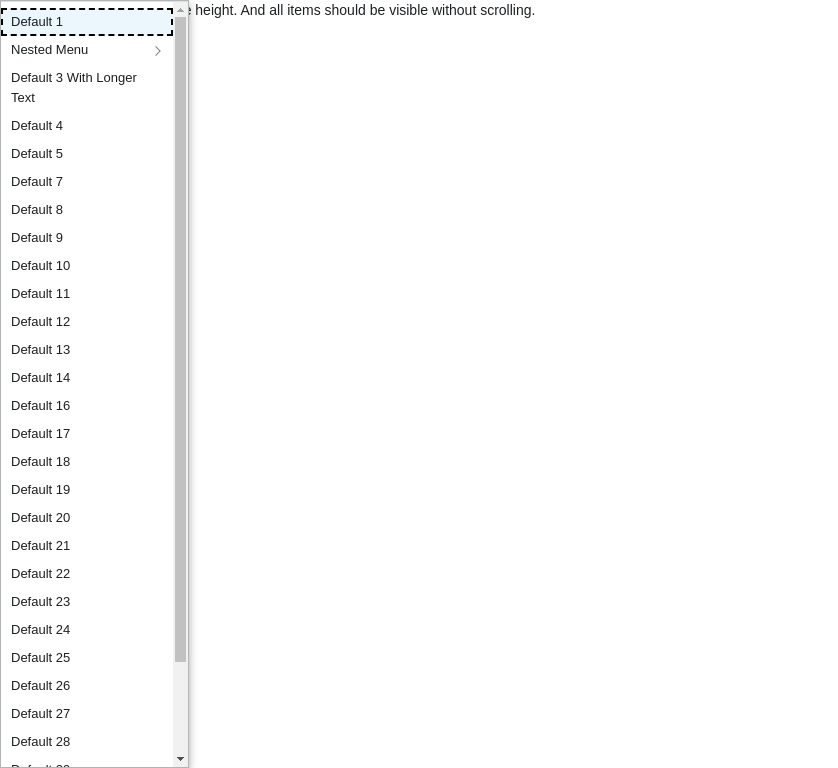 Default 1
height. And all items should be visible without scrolling.
Nested Menu
Default 3 With Longer
Text
Default 4
Default 5
Default 7
Default 8
Default 9
Default 10
Default 11
Default 12
Default 13
Default 14
Default 16
Default 17
Default 18
Default 19
Default 20
Default 21
Default 22
Default 23
Default 24
Default 25
Default 26
Default 27
Default 28